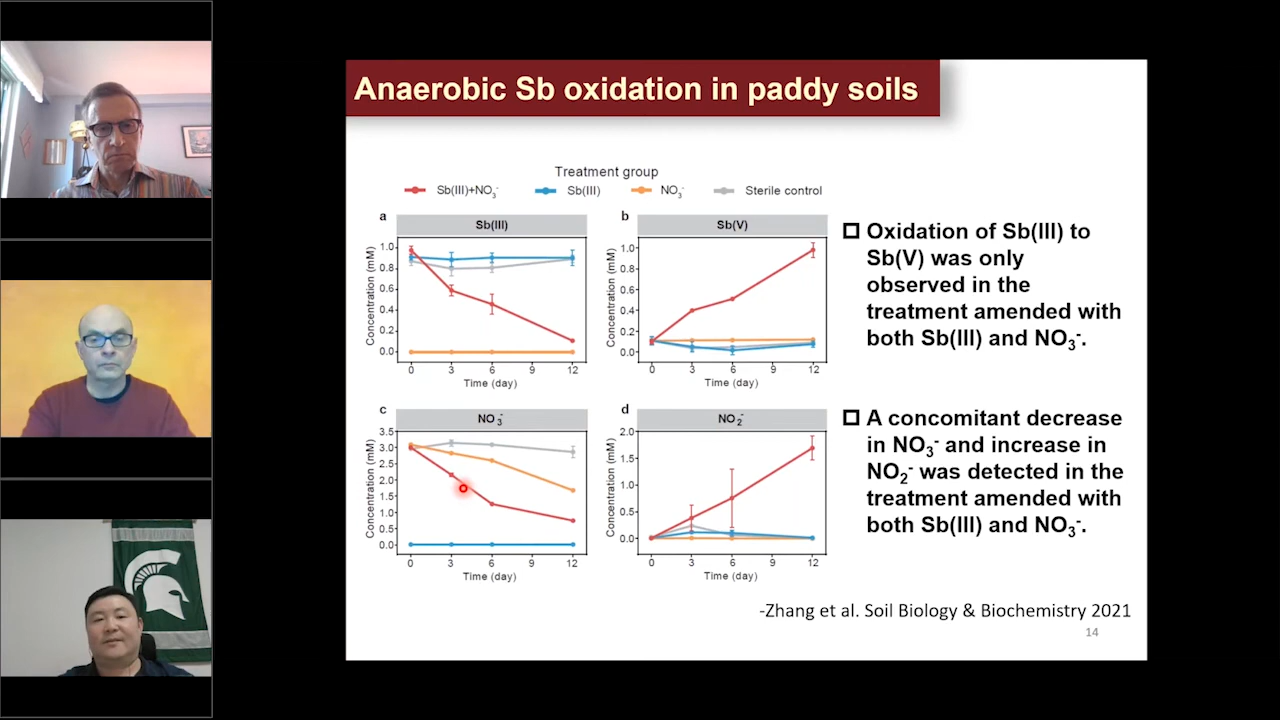 Anaerobic Sb oxidation in paddy soils
Treatment group
Sb(III)+NO₃⁻ Sb(III) NO₃⁻ Sterile control
a
Sb(III)
Concentration (mM)
1.0
0.8
0.6
0.4
0.2
0.0
0 3 6 9 12
Time (day)
b
Sb(V)
Concentration (mM)
1.0
0.8
0.6
0.4
0.2
0.0
0 3 6 9 12
Time (day)
Oxidation of Sb(III) to
Sb(V) was only
observed in the
treatment amended with
both Sb(III) and NO₃⁻.
c
NO₃⁻
Concentration (mM)
3.5
3.0
2.5
2.0
1.5
1.0
0.5
0.0
0 3 6 9 12
Time (day)
d
NO₂⁻
Concentration (mM)
2.0
1.5
1.0
0.5
0.0
0 3 6 9 12
Time (day)
A concomitant decrease
in NO₃⁻ and increase in
NO₂⁻ was detected in the
treatment amended with
both Sb(III) and NO₃⁻.
-Zhang et al. Soil Biology & Biochemistry 2021
14